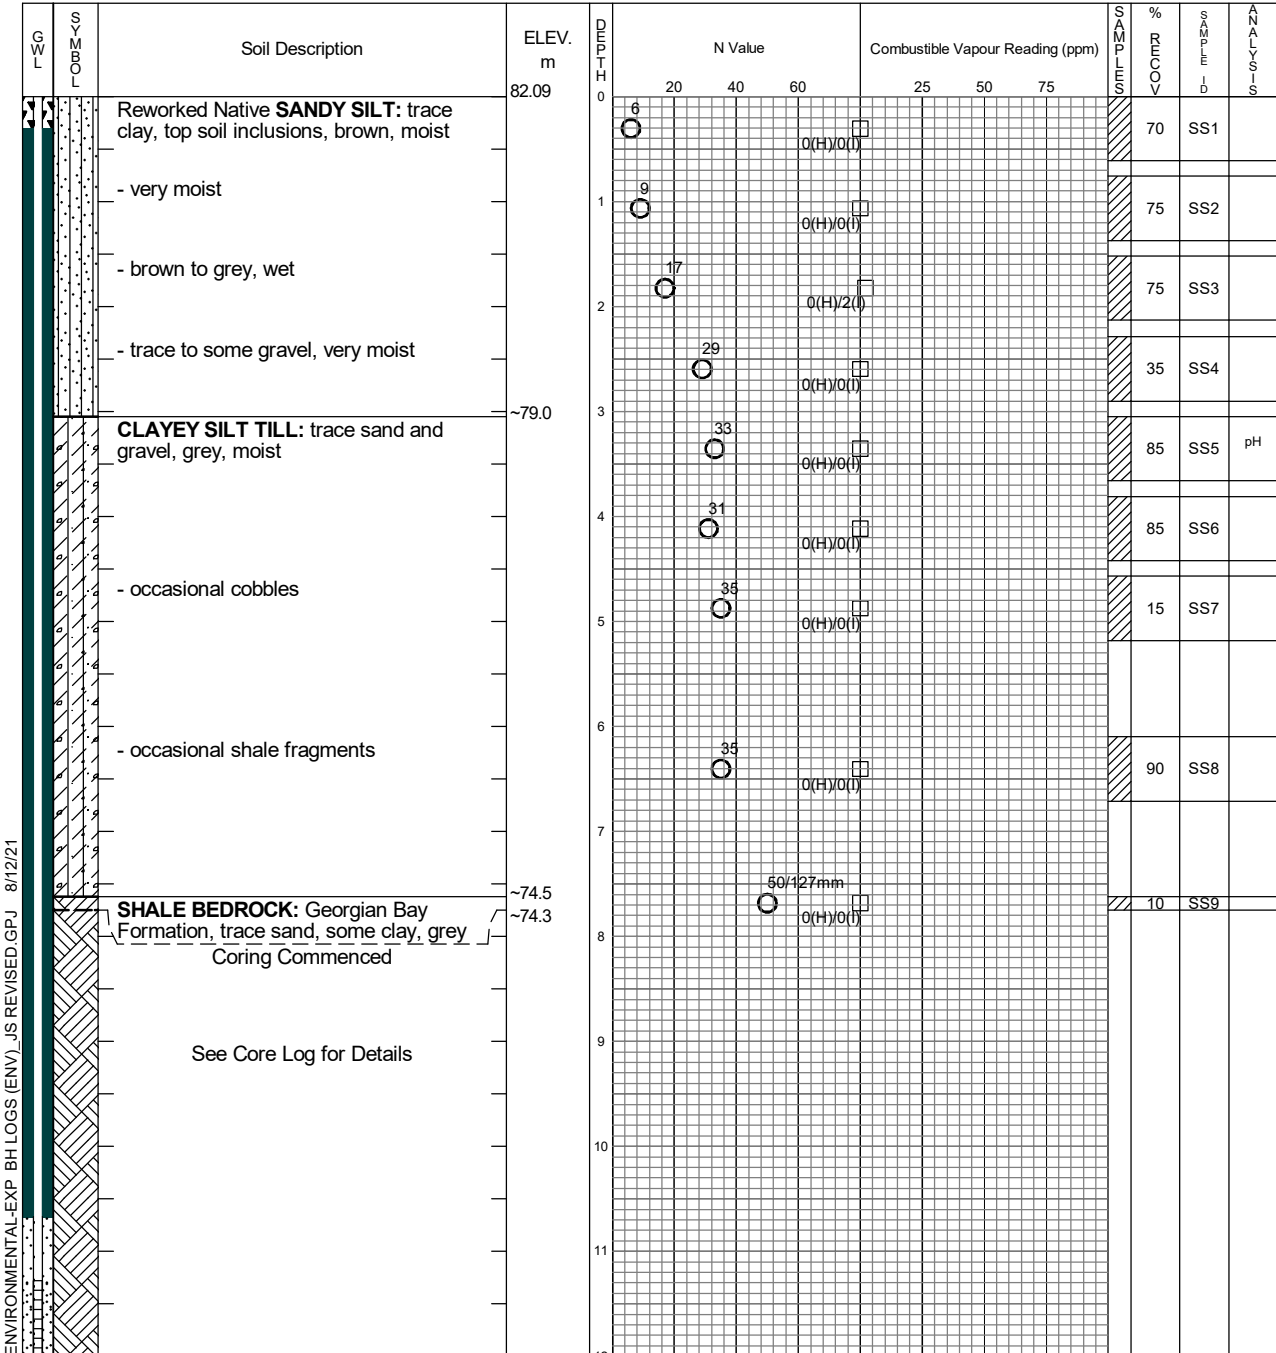 GWL
SYMBOL
Soil Description
ELEV.
m
DEPTH
N Value
20 40 60
Combustible Vapour Reading (ppm)
25 50 75
SAMPLES
% RECOV
SAMPLE ID
ANALYSIS
82.09
0
Reworked Native SANDY SILT: trace
clay, top soil inclusions, brown, moist
6
0(H)/0(I)
70 SS1
- very moist
1
9
0(H)/0(I)
75 SS2
- brown to grey, wet
17
0(H)/2(I)
75 SS3
2
- trace to some gravel, very moist
29
0(H)/0(I)
35 SS4
~79.0
3
CLAYEY SILT TILL: trace sand and
gravel, grey, moist
33
0(H)/0(I)
85 SS5 pH
4
31
0(H)/0(I)
85 SS6
- occasional cobbles
35
0(H)/0(I)
15 SS7
5
6
- occasional shale fragments
35
0(H)/0(I)
90 SS8
7
~74.5
50/127mm
0(H)/0(I)
10 SS9
SHALE BEDROCK: Georgian Bay
Formation, trace sand, some clay, grey
~74.3
8
Coring Commenced
9
See Core Log for Details
10
11
ENVIRONMENTAL-EXP BH LOGS (ENV)_JS REVISED.GPJ 8/12/21